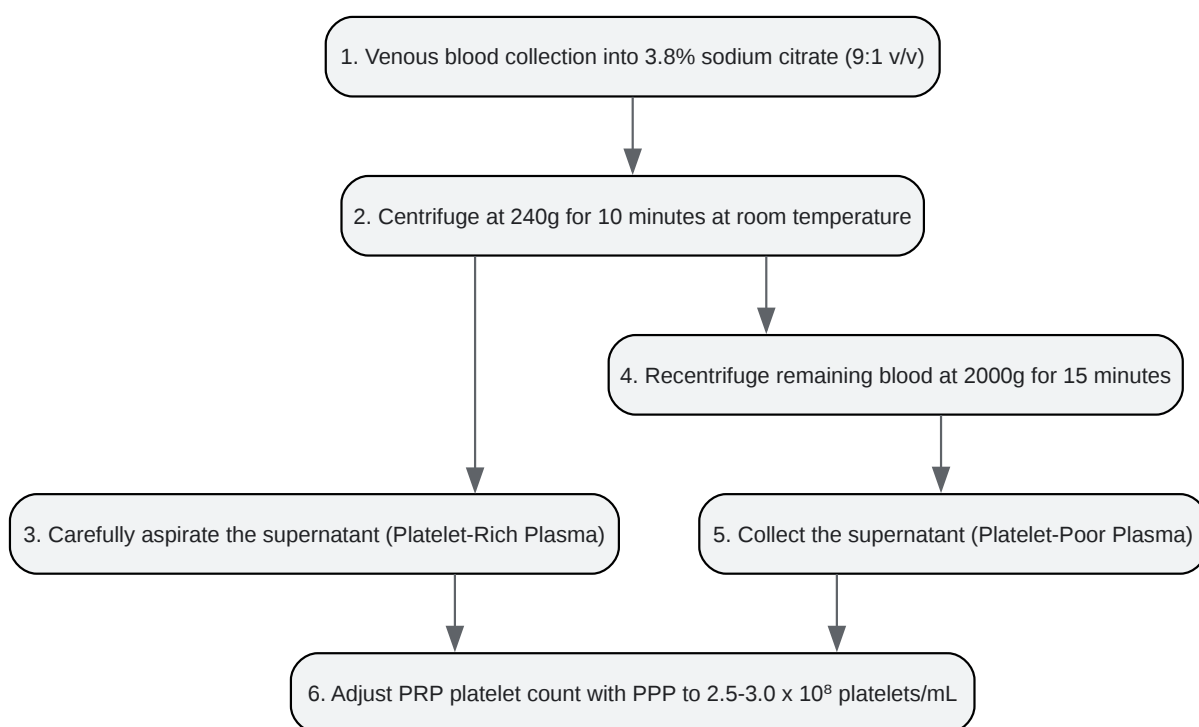 1. Venous blood collection into 3.8% sodium citrate (9:1 v/v)
2. Centrifuge at 240g for 10 minutes at room temperature
4. Recentrifuge remaining blood at 2000g for 15 minutes
3. Carefully aspirate the supernatant (Platelet-Rich Plasma)
5. Collect the supernatant (Platelet-Poor Plasma)
6. Adjust PRP platelet count with PPP to 2.5-3.0 x 10⁸ platelets/mL